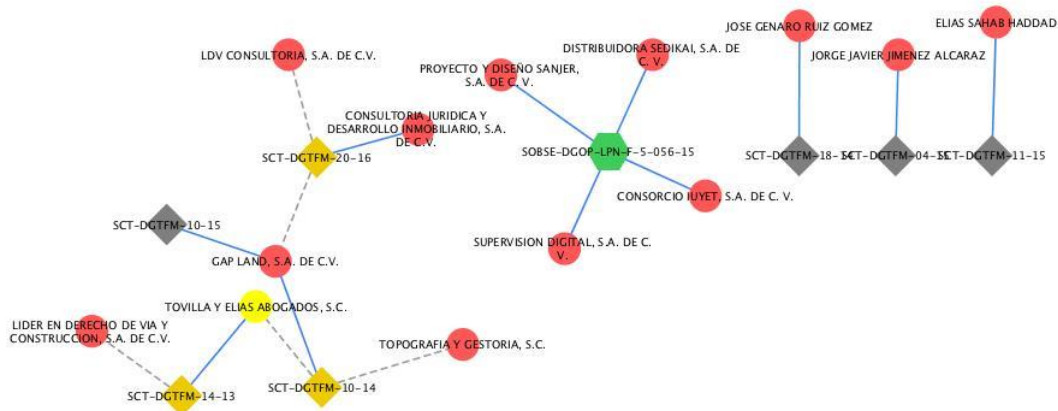 JOSE GENARO RUIZ GOMEZ
ELIAS SAHAB HADDAD
LDV CONSULTORIA, S.A. DE C.V.
DISTRIBUIDORA SEDIKAI, S.A. DE
C. V.
JORGE JAVIER JIMENEZ ALCARAZ
PROYECTO Y DISEÑO SANJER,
S.A. DE C. V.
CONSULTORIA JURIDICA Y
DESARROLLO INMOBILIARIO, S.A.
DE C.V.
SCT-DGTFM-20-16
SOBSE-DGOP-LPN-F-5-056-15
SCT-DGTFM-18-14
SCT-DGTFM-04-15
SCT-DGTFM-11-15
CONSORCIO IUYET, S.A. DE C. V.
SCT-DGTFM-10-15
SUPERVISION DIGITAL, S.A. DE C.
V.
GAP LAND, S.A. DE C.V.
TOVILLA Y ELIAS ABOGADOS, S.C.
LIDER EN DERECHO DE VIA Y
CONSTRUCCION, S.A. DE C.V.
TOPOGRAFIA Y GESTORIA, S.C.
SCT-DGTFM-10-14
SCT-DGTFM-14-13